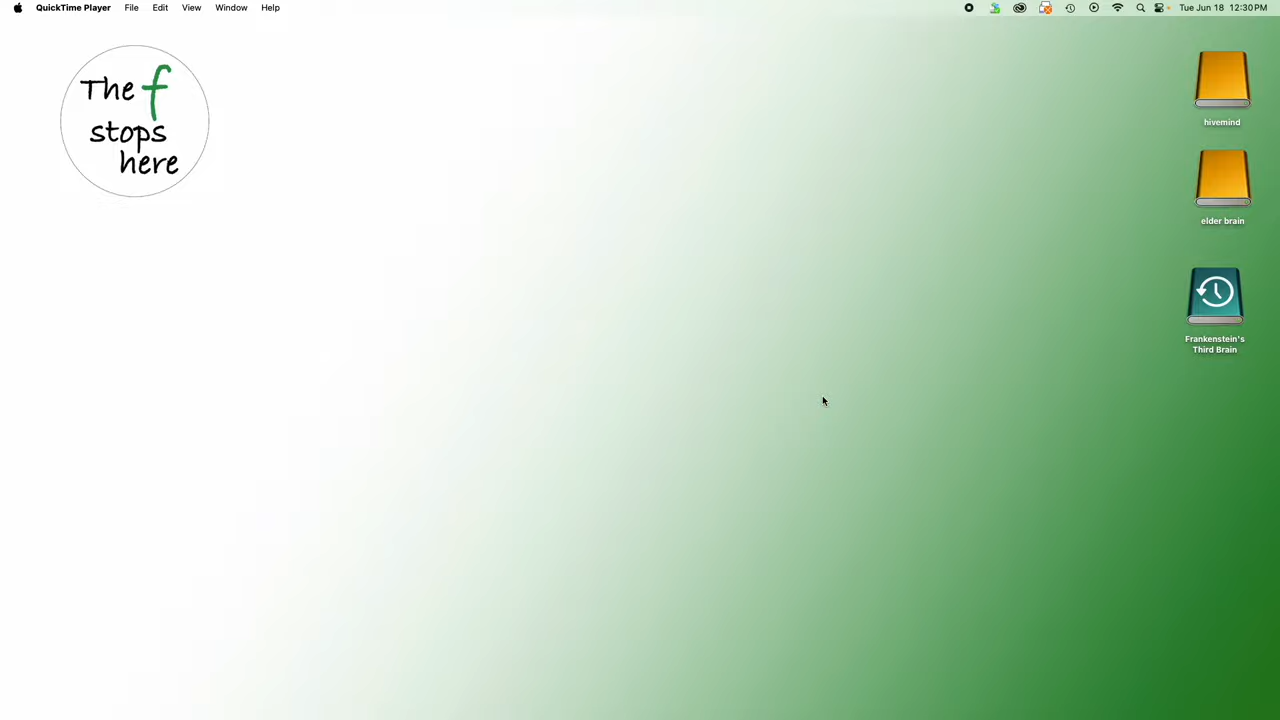 QuickTime Player File Edit View Window Help Tue Jun 18 12:30 PM
The f
stops
here
hivemind
elder brain
Frankenstein's
Third Brain